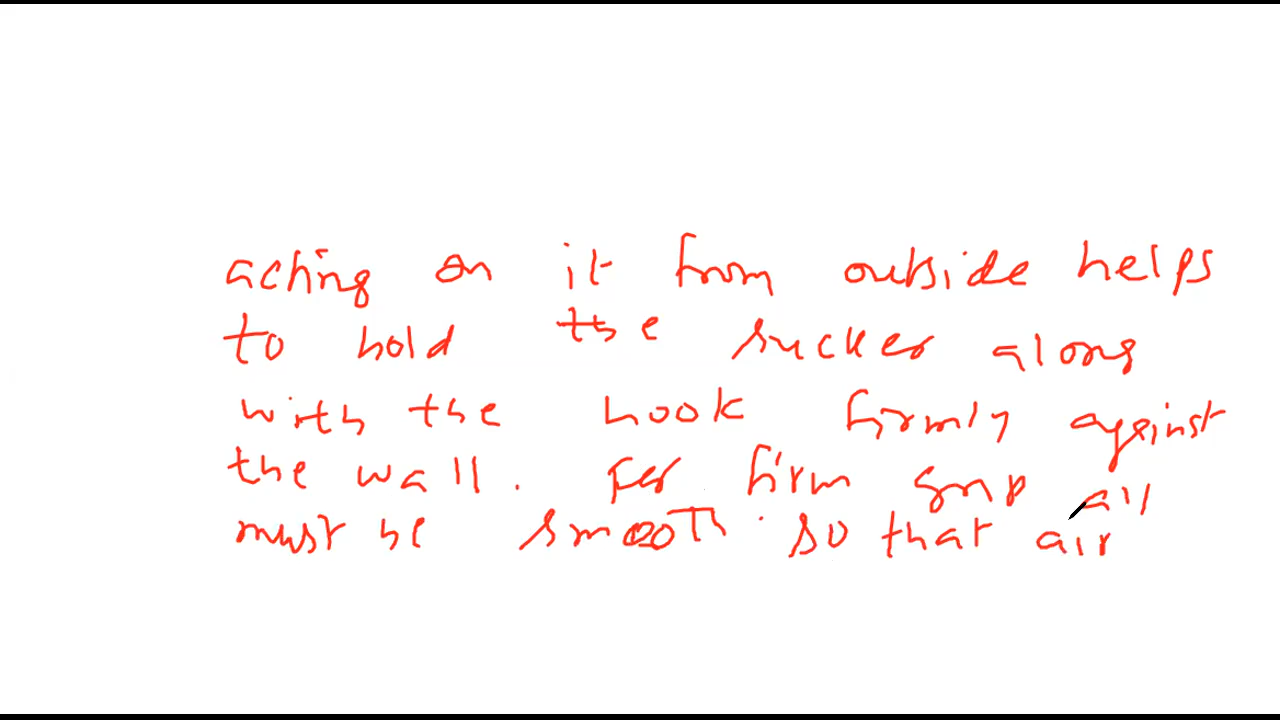 acting on it from outside helps
to hold the sucker along
with the hook firmly against
the wall. For firm all
must be smooth. so that air